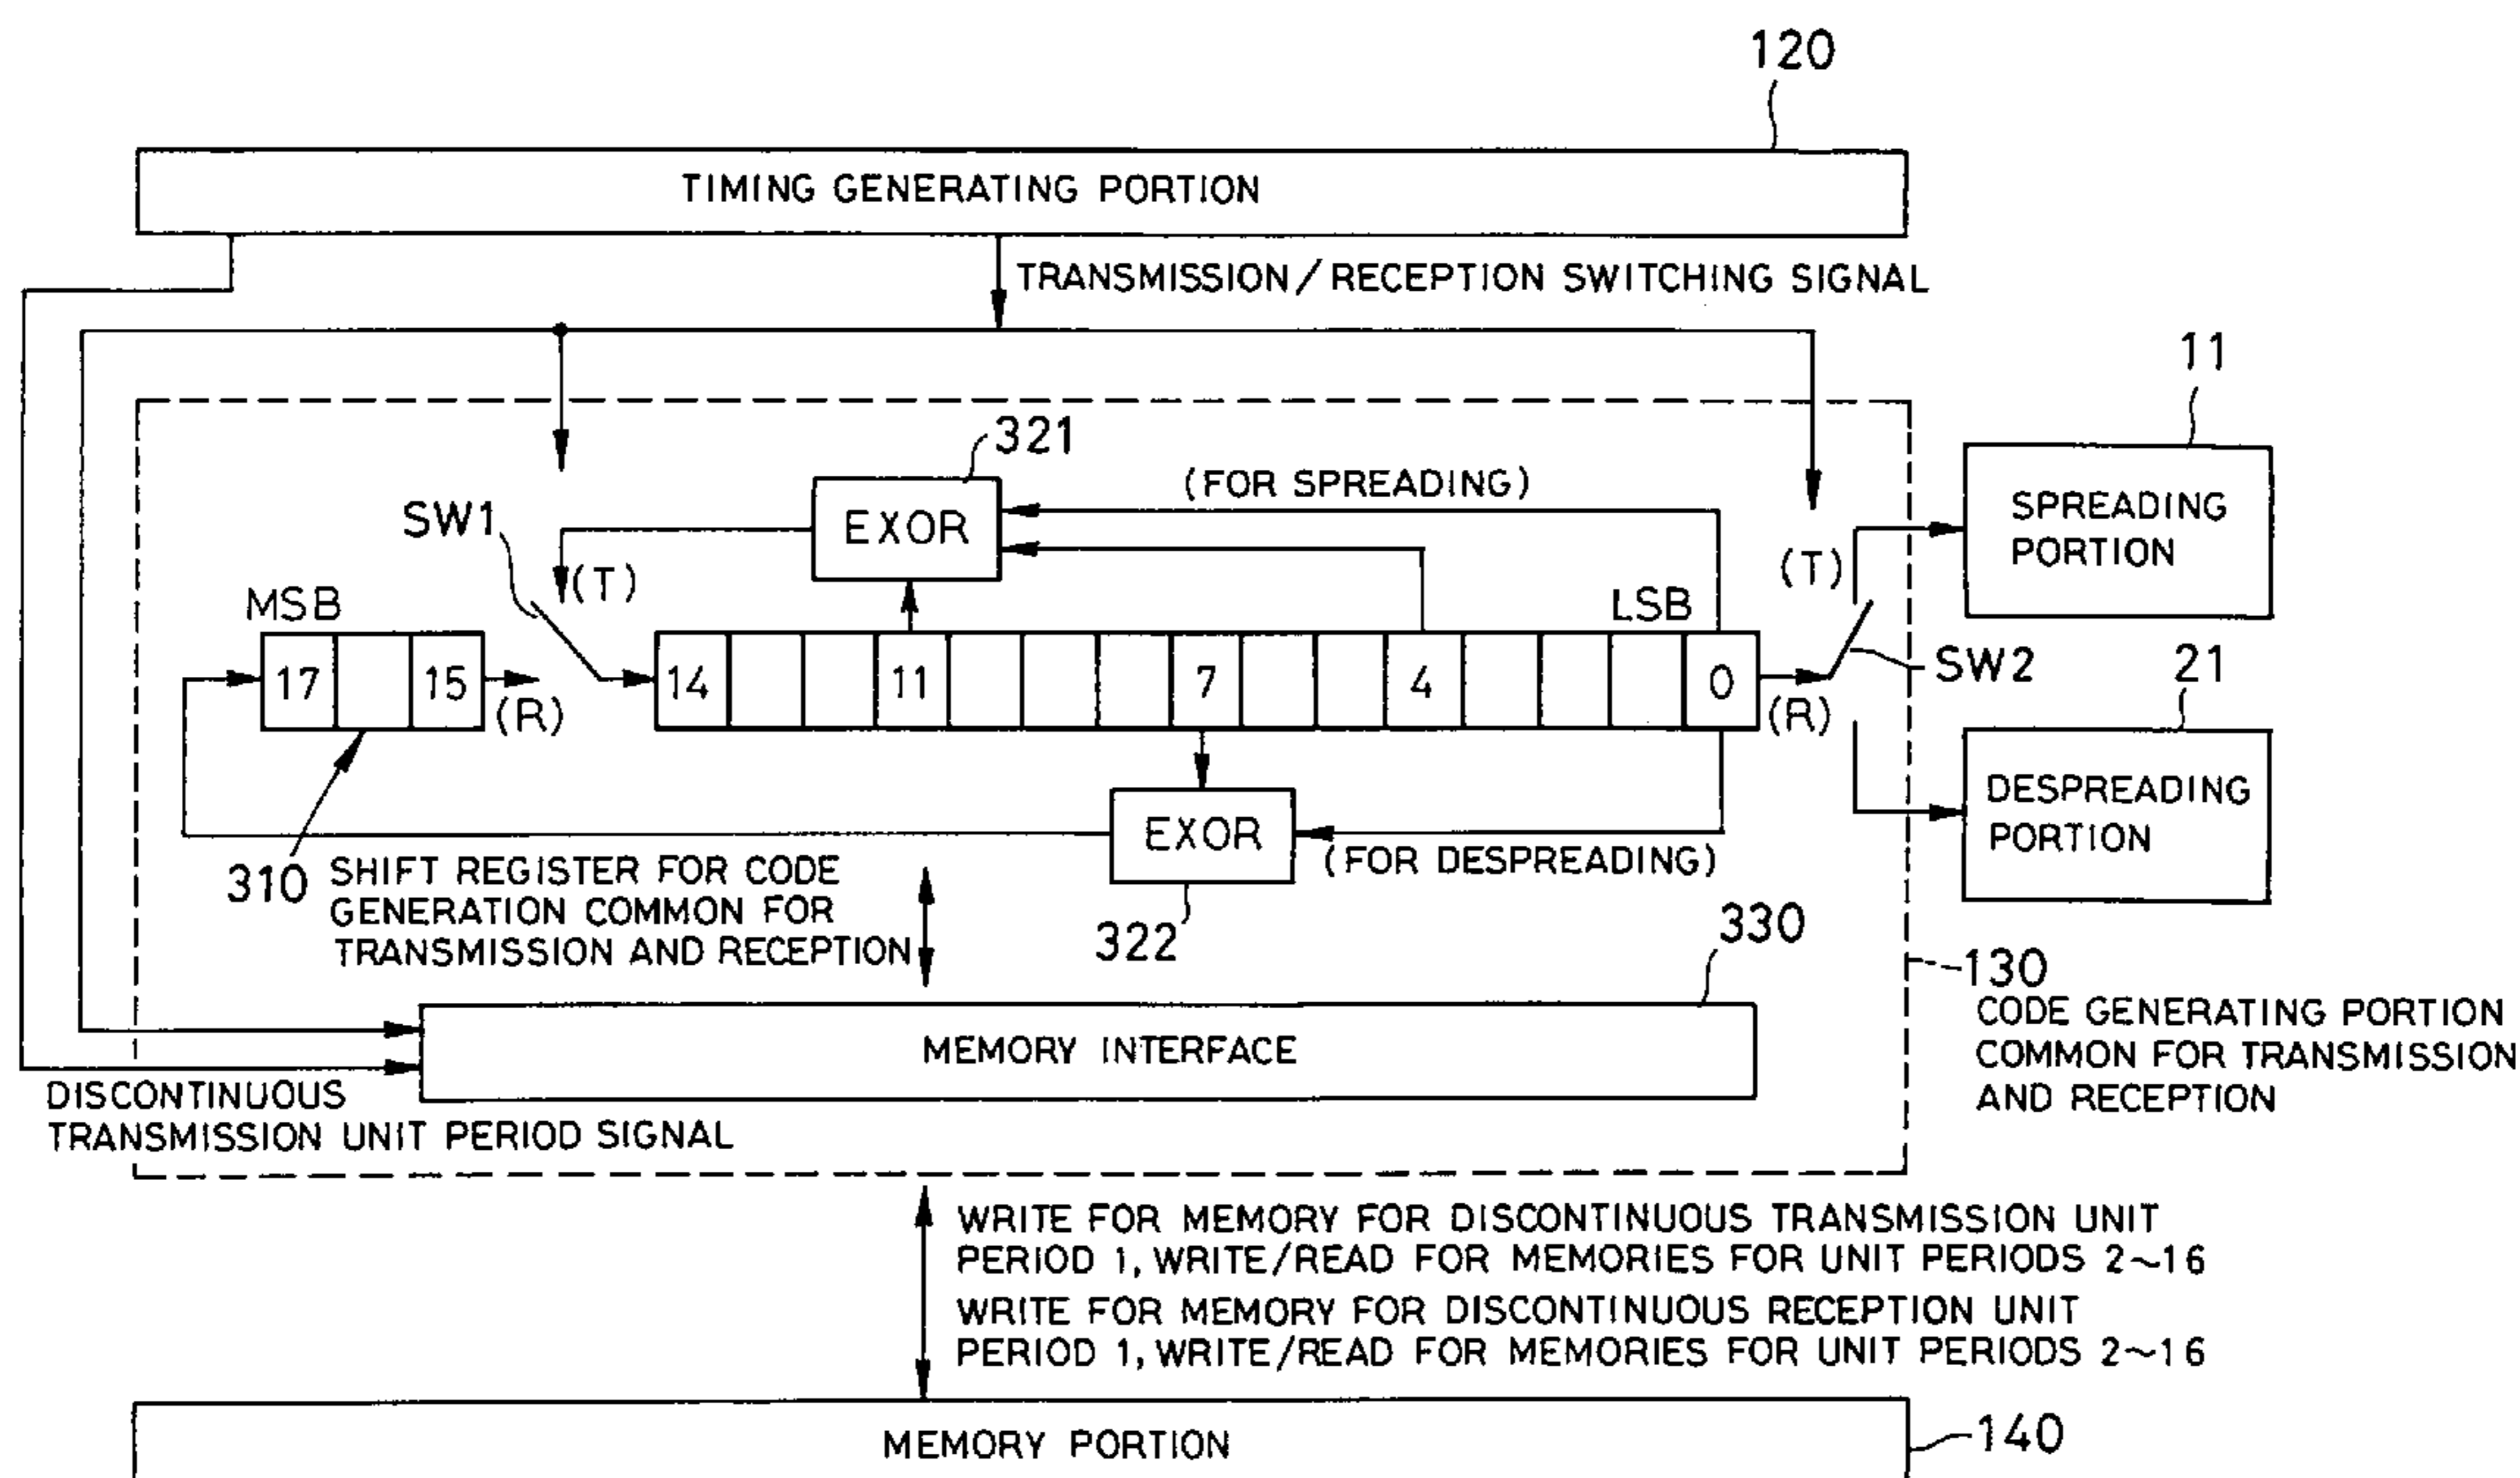 120
TIMING GENERATING PORTION
TRANSMISSION/RECEPTION SWITCHING SIGNAL
11
321
(FOR SPREADING)
SW1
EXOR
SPREADING
PORTION
(T)
(T)
MSB
LSB
17
15
14
11
7
4
0
SW2
21
(R)
(R)
DESPREADING
PORTION
EXOR
(FOR DESPREADING)
310
SHIFT REGISTER FOR CODE
GENERATION COMMON FOR
TRANSMISSION AND RECEPTION
322
330
130
CODE GENERATING PORTION
COMMON FOR TRANSMISSION
AND RECEPTION
MEMORY INTERFACE
DISCONTINUOUS
TRANSMISSION UNIT PERIOD SIGNAL
WRITE FOR MEMORY FOR DISCONTINUOUS TRANSMISSION UNIT
PERIOD 1, WRITE/READ FOR MEMORIES FOR UNIT PERIODS 2~16
WRITE FOR MEMORY FOR DISCONTINUOUS RECEPTION UNIT
PERIOD 1, WRITE/READ FOR MEMORIES FOR UNIT PERIODS 2~16
MEMORY PORTION
140